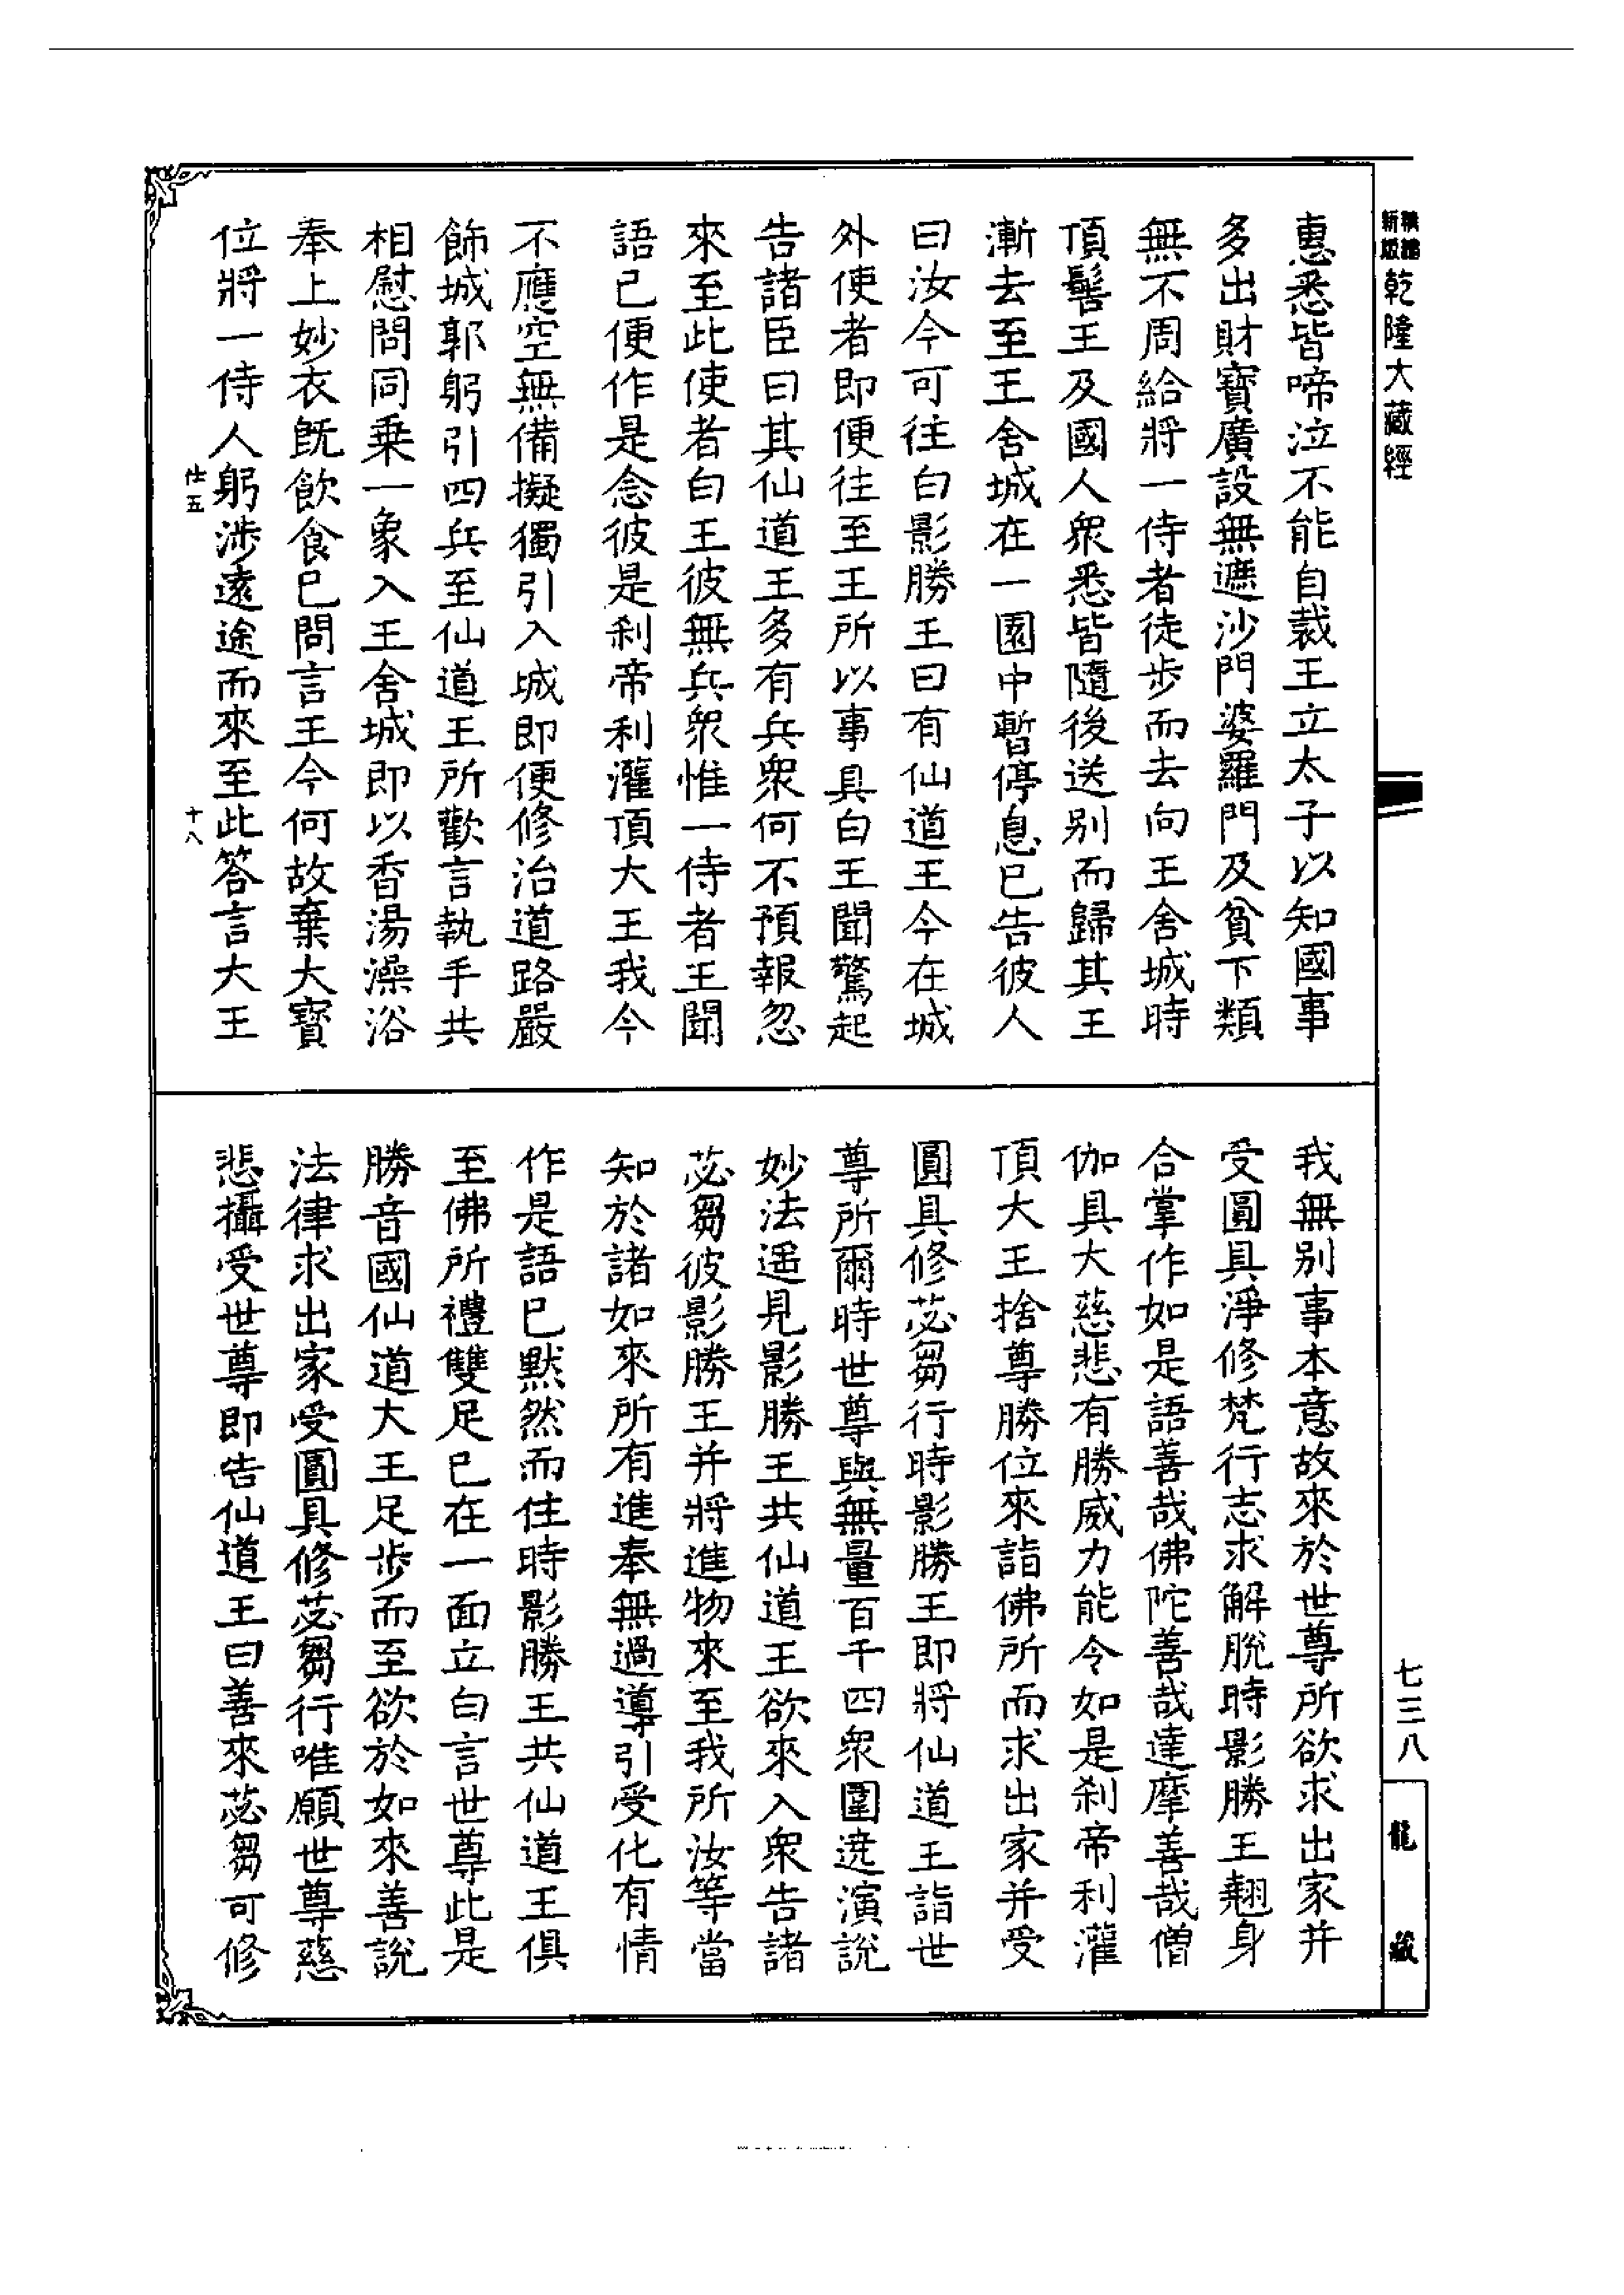 新編縮版乾隆大藏經
惠悉皆啼泣不能自裁王立太子以知國事
多出財寶廣設無遮沙門婆羅門及貧下類
無不周給將一侍者徒步而去向王舍城時
頂髻王及國人衆悉皆隨後送別而歸其王
漸去至王舍城在一園中暫停息已告彼人
曰汝今可往白影勝王曰有仙道王今在城
外使者即便往至王所以事具白王聞驚起
告諸臣曰其仙道王多有兵衆何不預報忽
來至此使者白王彼無兵衆惟一侍者王聞
語已便作是念彼是刹帝利灌頂大王我今
不應空無備擬獨引入城即便修治道路嚴
飾城郭躬引四兵至仙道王所歡言執手共
相慰問同乗一象入王舍城即以香湯澡浴
奉上妙衣旣飲食已問言王今何故棄大寶
位將一侍人躬涉遠途而來至此答言大王
仕五 十八
我無別事本意故來於世尊所欲求出家并
受圓具淨修梵行志求解脫時影勝王翹身
合掌作如是語善哉佛陀善哉達摩善哉僧
伽具大慈悲有勝威力能令如是刹帝利灌
頂大王捨尊勝位來詣佛所而求出家并受
圓具修苾芻行時影勝王即將仙道王詣世
尊所爾時世尊與無量百千四衆圍遶演說
妙法遥見影勝王共仙道王欲來入衆告諸
苾芻彼影勝王并將進物來至我所汝等當
知於諸如來所有進奉無過導引受化有情
作是語已默然而住時影勝王共仙道王俱
至佛所禮雙足已在一面立白言世尊此是
勝音國仙道大王足步而至欲於如來善說
法律求出家受圓具修苾芻行唯願世尊慈
悲攝受世尊即告仙道王曰善來苾芻可修
七三八
龍藏